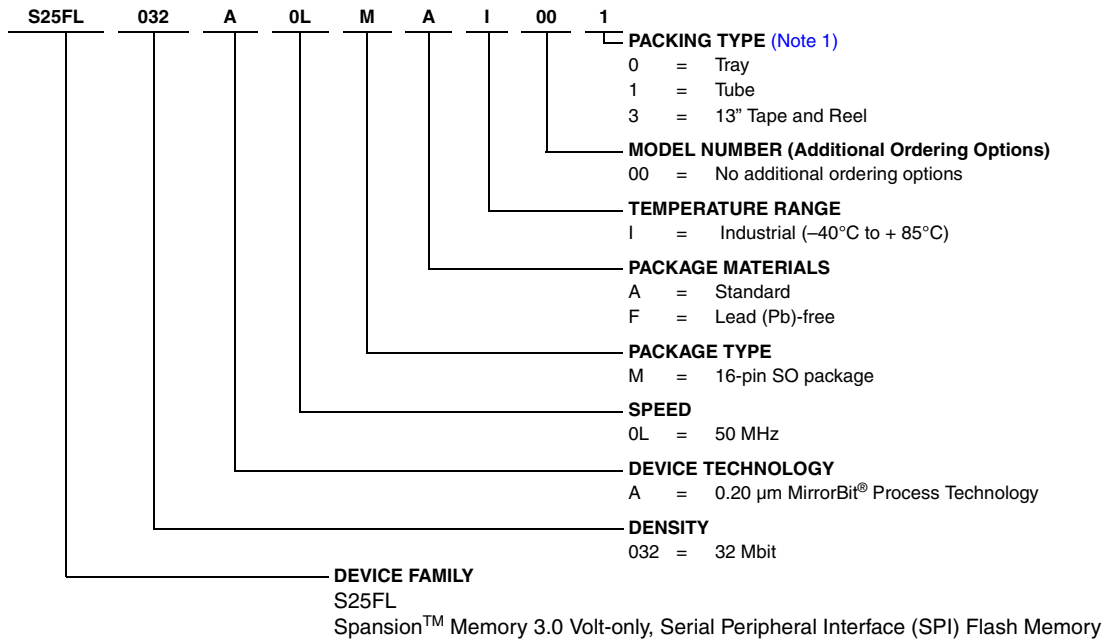 S25FL 032 A 0L M A I 00 1
PACKING TYPE (Note 1)
0 = Tray
1 = Tube
3 = 13” Tape and Reel
MODEL NUMBER (Additional Ordering Options)
00 = No additional ordering options
TEMPERATURE RANGE
I = Industrial (–40°C to + 85°C)
PACKAGE MATERIALS
A = Standard
F = Lead (Pb)-free
PACKAGE TYPE
M = 16-pin SO package
SPEED
0L = 50 MHz
DEVICE TECHNOLOGY
A = 0.20 µm MirrorBit® Process Technology
DENSITY
032 = 32 Mbit
DEVICE FAMILY
S25FL
Spansion™ Memory 3.0 Volt-only, Serial Peripheral Interface (SPI) Flash Memory